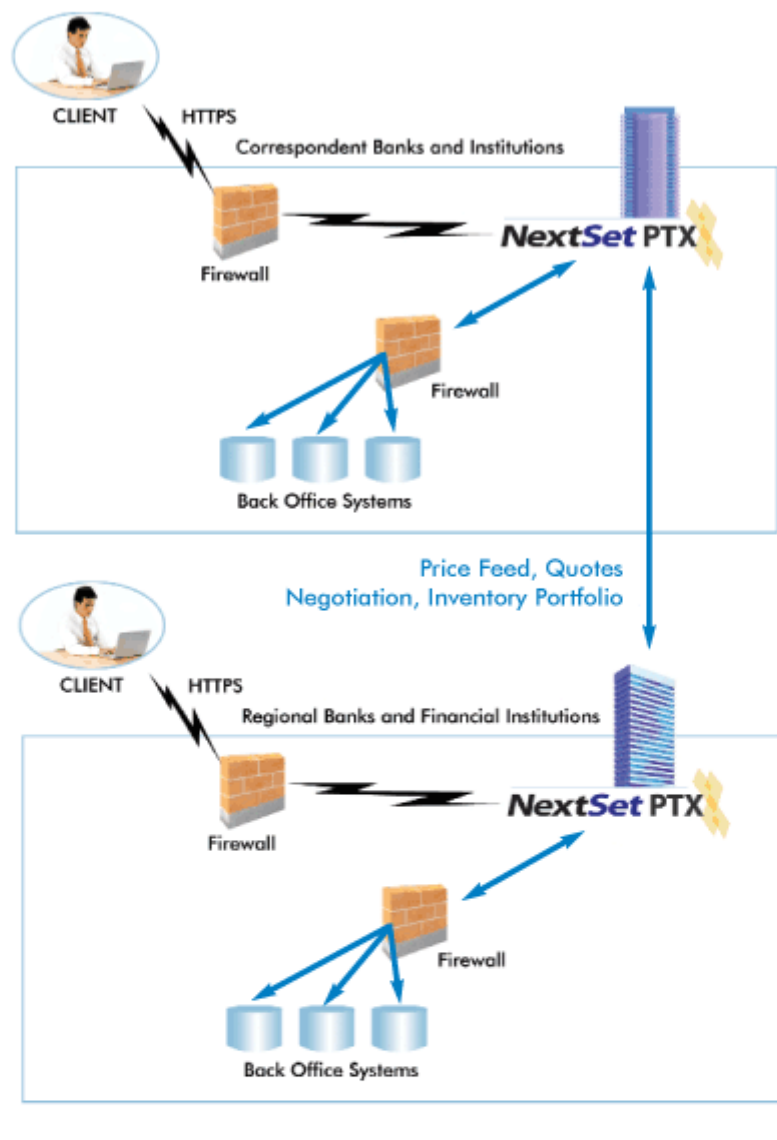 CLIENT
HTTPS
Correspondent Banks and Institutions
NextSet PTX
Firewall
Firewall
Back Office Systems
Price Feed, Quotes
Negotiation, Inventory Portfolio
CLIENT
HTTPS
Regional Banks and Financial Institutions
NextSet PTX
Firewall
Firewall
Back Office Systems